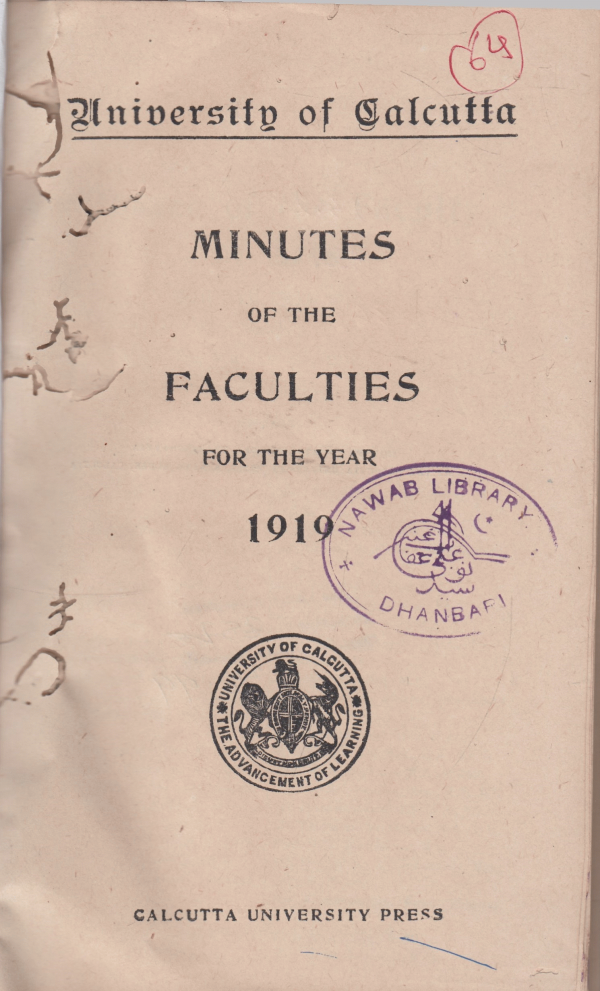 64
University of Calcutta
MINUTES
OF THE
FACULTIES
FOR THE YEAR
1919
NAWAB LIBRARY
DHANBARI
UNIVERSITY OF CALCUTTA
THE ADVANCEMENT OF LEARNING
CALCUTTA UNIVERSITY PRESS